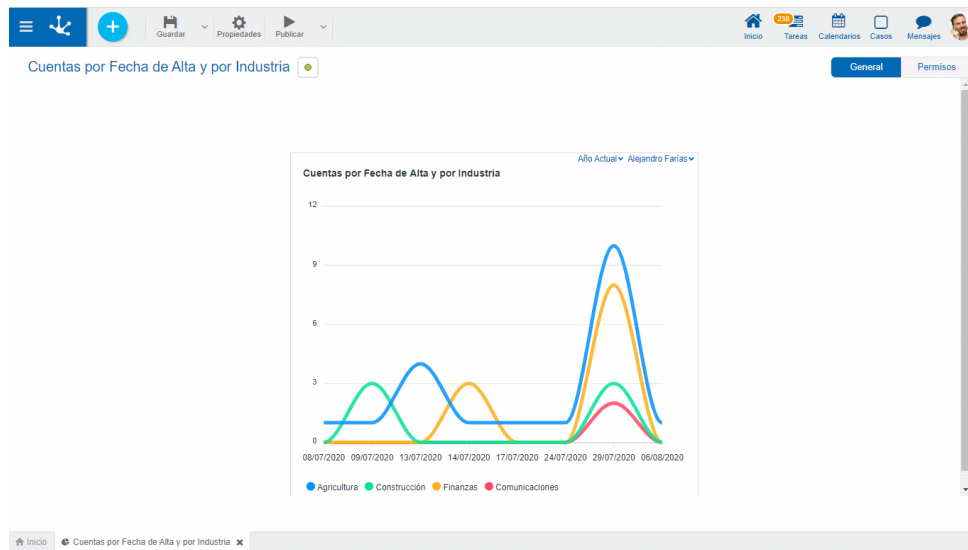 Guardar Propiedades Publicar Inicio 238 Tareas Calendarios Casos Mensajes
Cuentas por Fecha de Alta y por Industria General Permisos
Año Actual Alejandro Farías
Cuentas por Fecha de Alta y por Industria
12
9
6
3
0
08/07/2020 09/07/2020 13/07/2020 14/07/2020 17/07/2020 24/07/2020 29/07/2020 06/08/2020
Agricultura Construcción Finanzas Comunicaciones
Inicio Cuentas por Fecha de Alta y por Industria